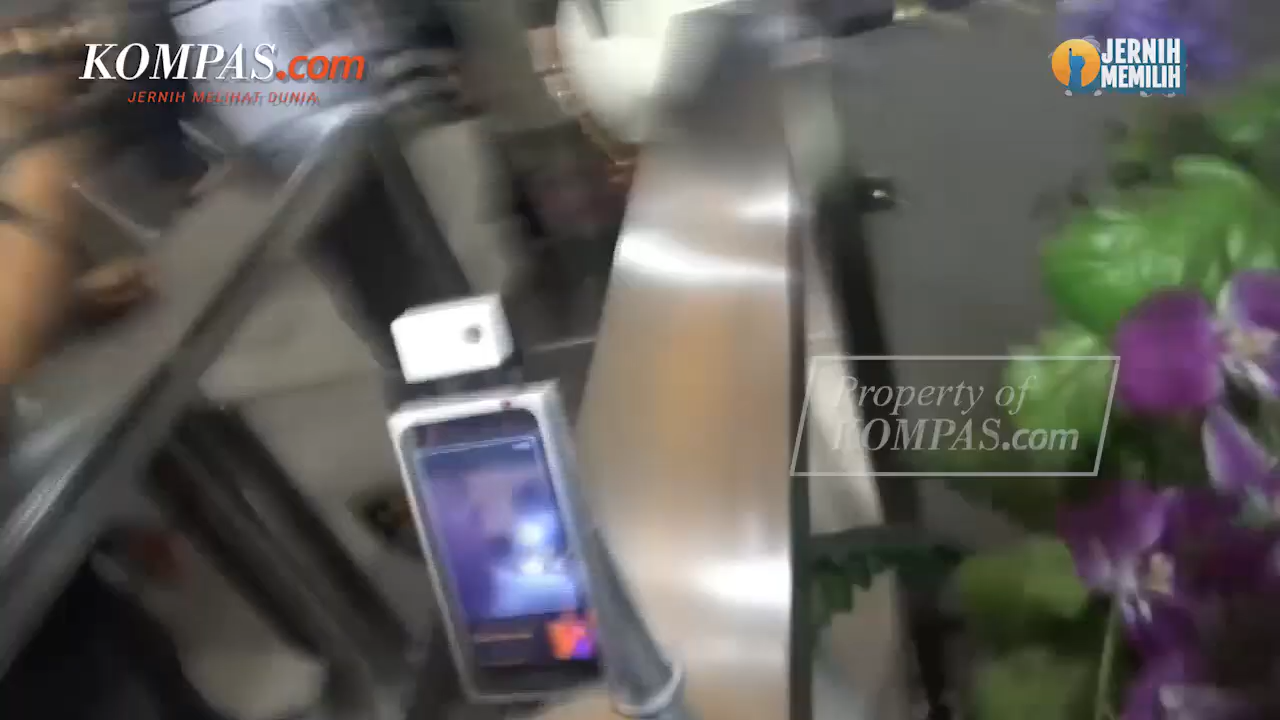 KOMPAS.com
JERNIH MELIHAT DUNIA
JERNIH
MEMILIH
Property of
KOMPAS.com